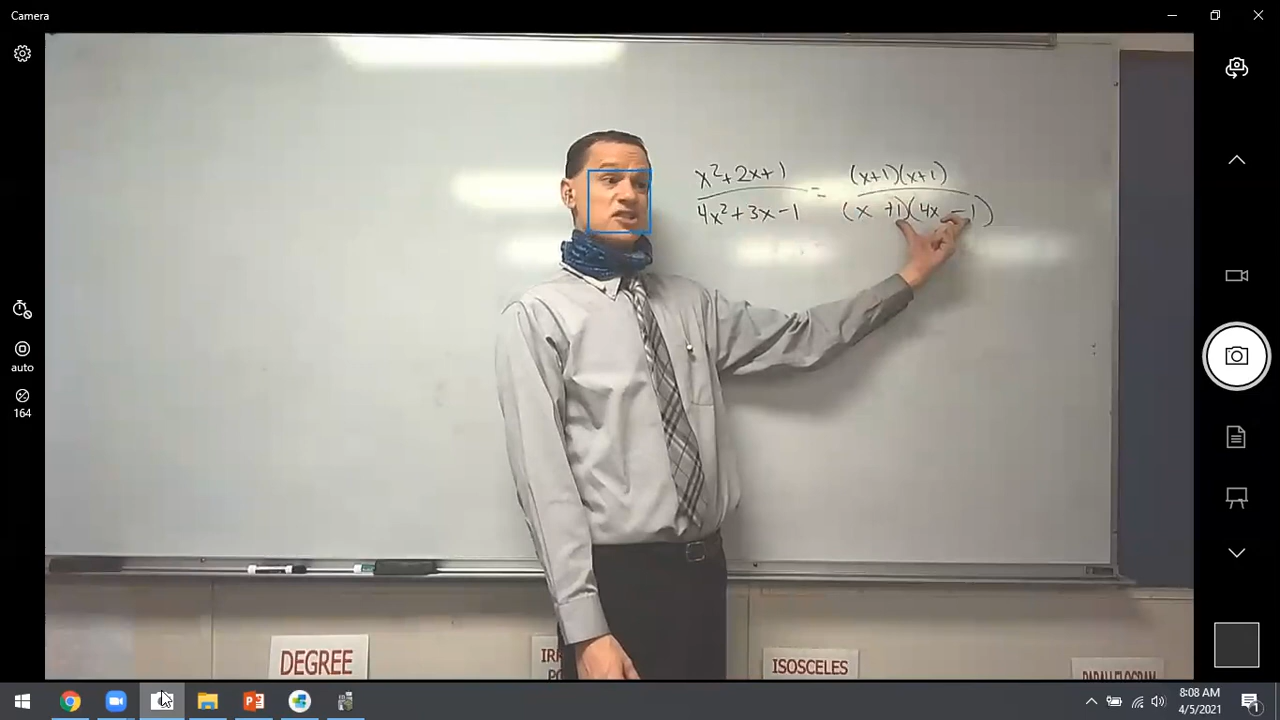 Camera
x²+2x+1
4x²+3x-1
=
(x+1)(x+1)
(x +1)(4x -1)
auto
164
DEGREE
ISOSCELES
8:08 AM
4/5/2021
1